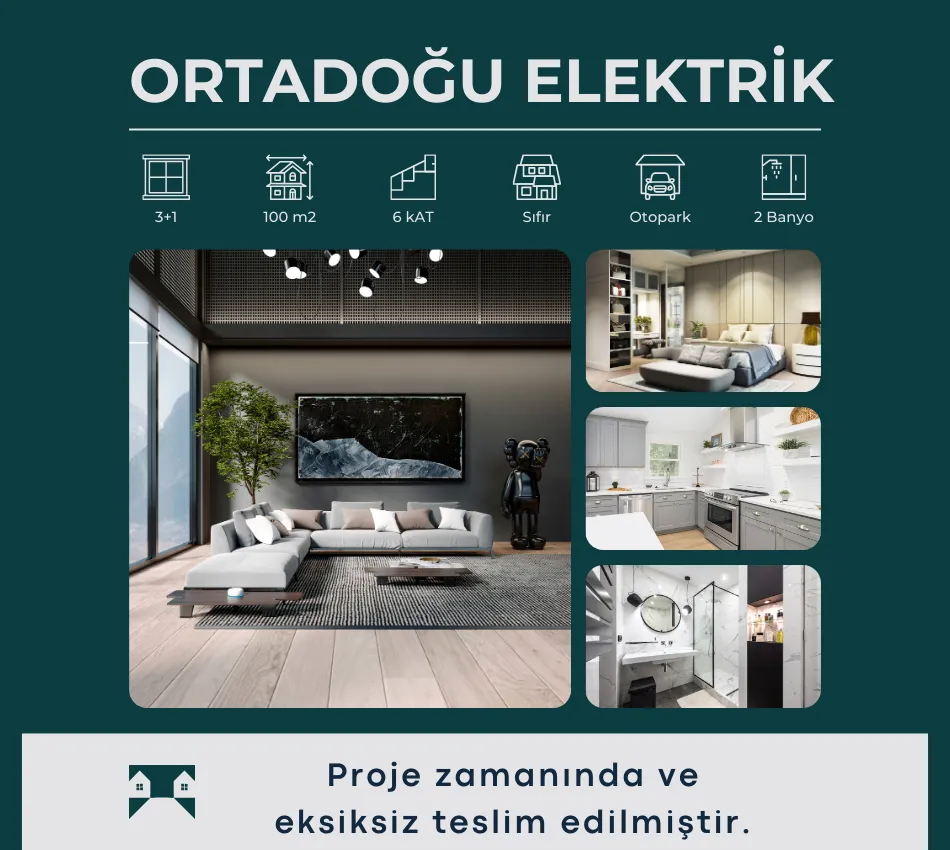 ORTADOĞU ELEKTRİK
3+1
100 m2
6 kAT
Sıfır
Otopark
2 Banyo
Proje zamanında ve
eksiksiz teslim edilmiştir.